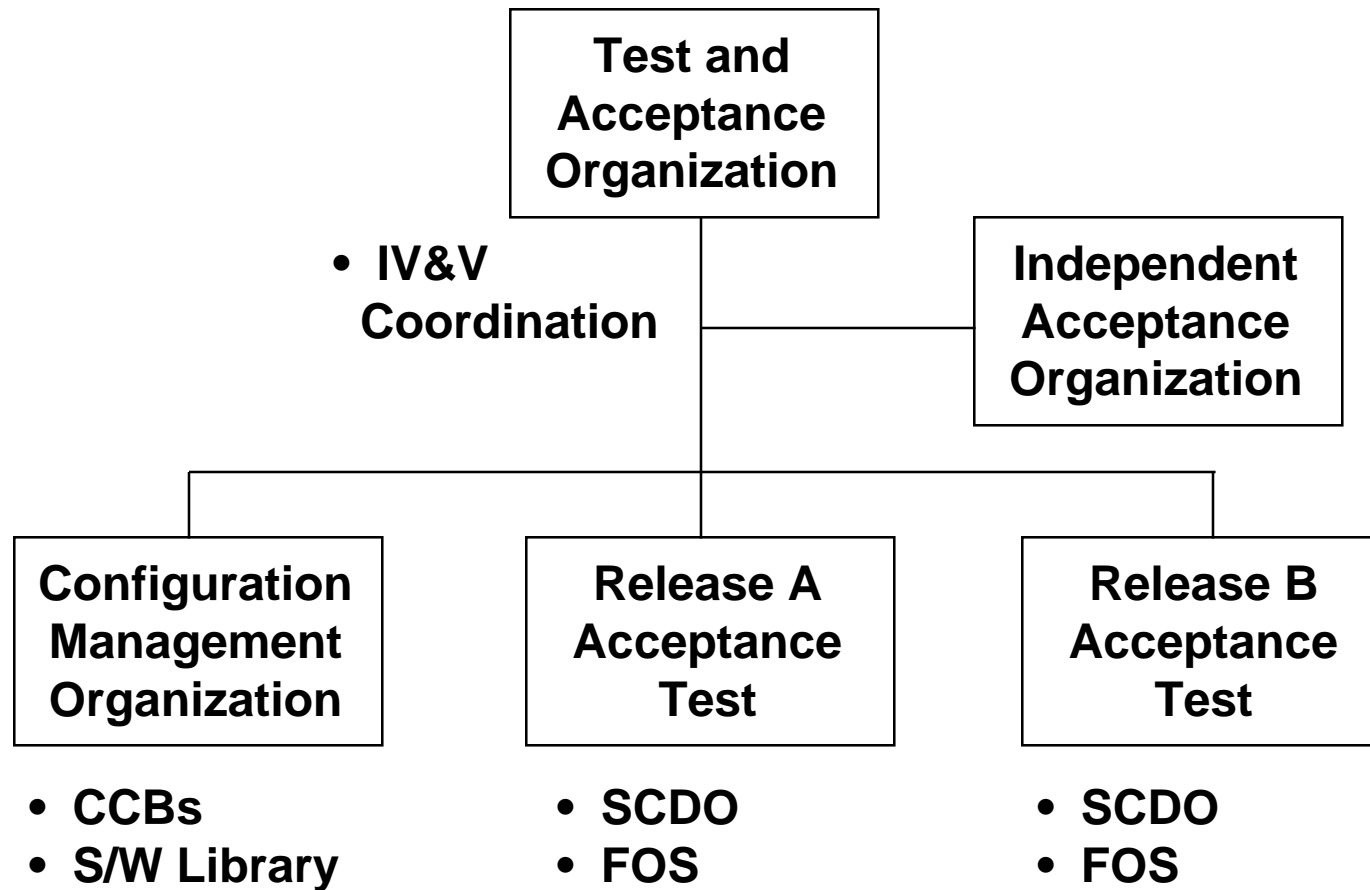 Test and
Acceptance
Organization
• IV&V
Coordination
Independent
Acceptance
Organization
Configuration
Management
Organization
• CCBs
• S/W Library
Release A
Acceptance
Test
• SCDO
• FOS
Release B
Acceptance
Test
• SCDO
• FOS